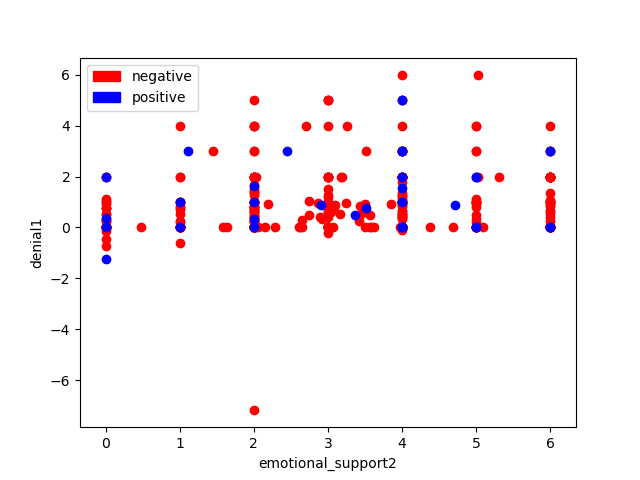 negative
positive
6
4
2
0
−2
−4
−6
denial1
0 1 2 3 4 5 6
emotional_support2